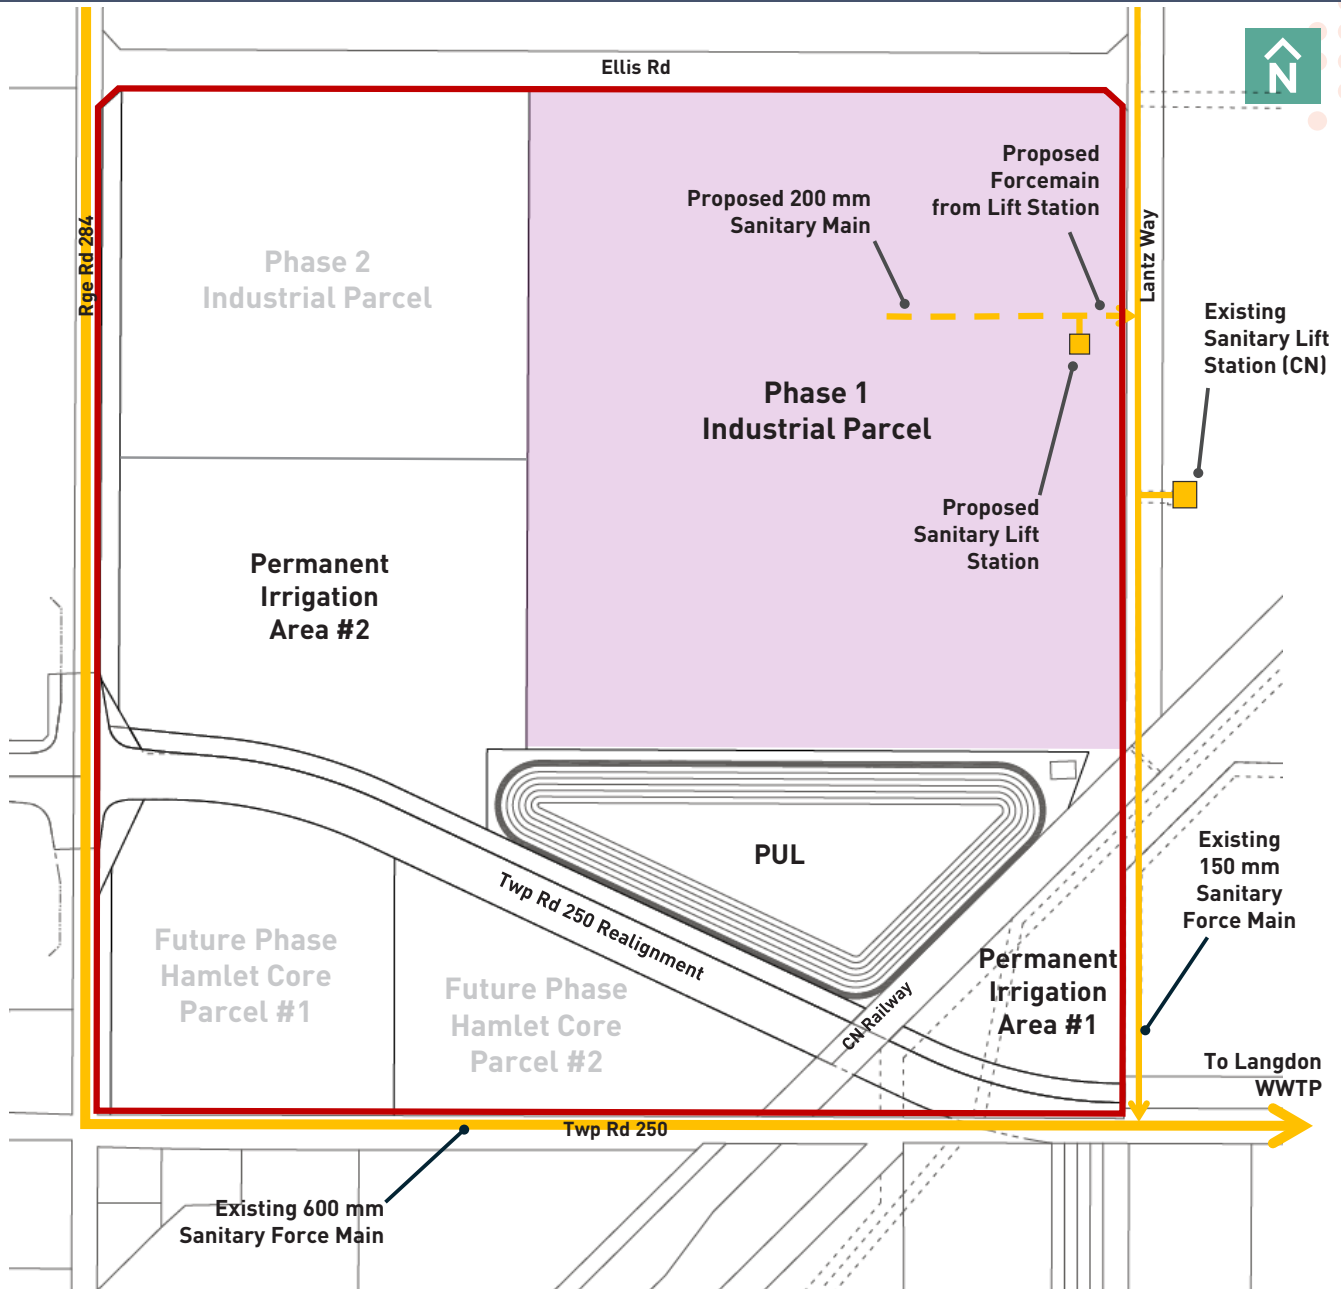 Ellis Rd
N
Proposed
Forcemain
from Lift Station
Proposed 200 mm
Sanitary Main
Rge Rd 284
Lantz Way
Phase 2
Industrial Parcel
Existing
Sanitary Lift
Station (CN)
Phase 1
Industrial Parcel
Proposed
Sanitary Lift
Station
Permanent
Irrigation
Area #2
PUL
Existing
150 mm
Sanitary
Force Main
Twp Rd 250 Realignment
Future Phase
Hamlet Core
Parcel #1
Future Phase
Hamlet Core
Parcel #2
CN Railway
Permanent
Irrigation
Area #1
To Langdon
WWTP
Twp Rd 250
Existing 600 mm
Sanitary Force Main